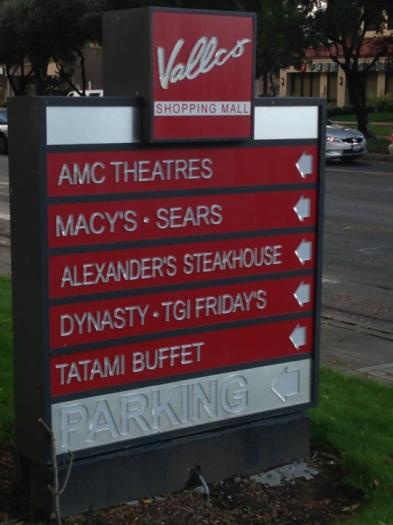 Vallco
SHOPPING MALL
AMC THEATRES
MACY'S • SEARS
ALEXANDER'S STEAKHOUSE
DYNASTY • TGI FRIDAY'S
TATAMI BUFFET
PARKING